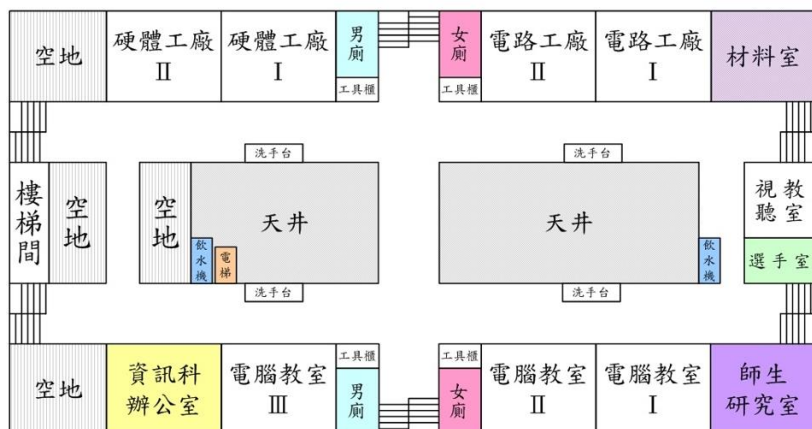 空地
硬體工廠
II
硬體工廠
I
男廁
工具櫃
女廁
工具櫃
電路工廠
II
電路工廠
I
材料室
樓梯間
空地
空地
洗手台
天井
飲水機
電梯
洗手台
洗手台
天井
飲水機
洗手台
視聽教室
選手室
空地
資訊科
辦公室
電腦教室
III
工具櫃
男廁
工具櫃
女廁
電腦教室
II
電腦教室
I
師生
研究室